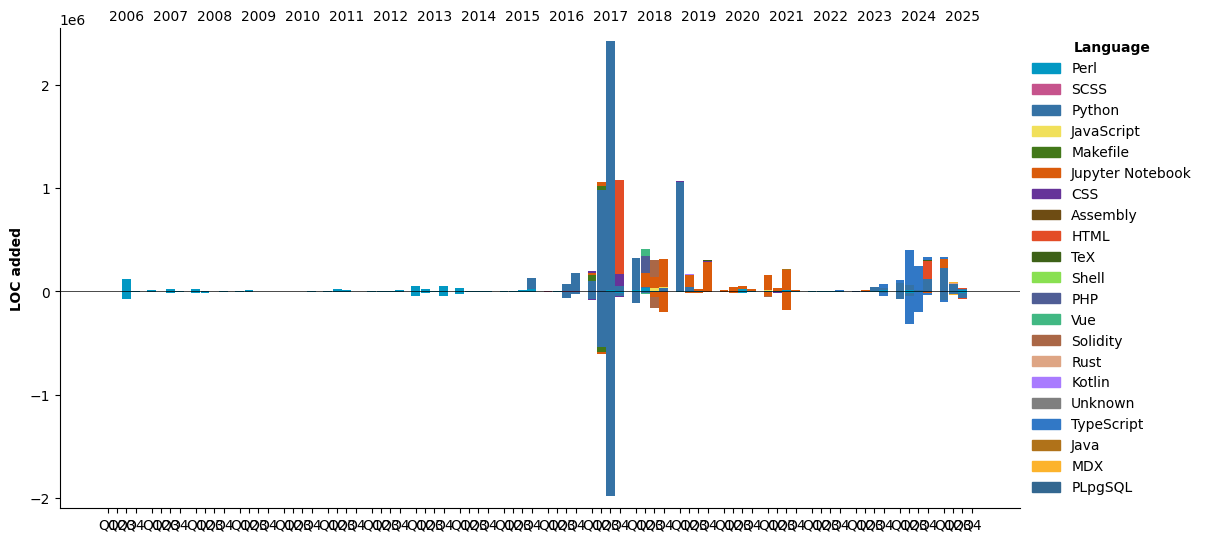 1e6
2006 2007 2008 2009 2010 2011 2012 2013 2014 2015 2016 2017 2018 2019 2020 2021 2022 2023 2024 2025
LOC added
2
1
0
−1
−2
Language
Perl
SCSS
Python
JavaScript
Makefile
Jupyter Notebook
CSS
Assembly
HTML
TeX
Shell
PHP
Vue
Solidity
Rust
Kotlin
Unknown
TypeScript
Java
MDX
PLpgSQL